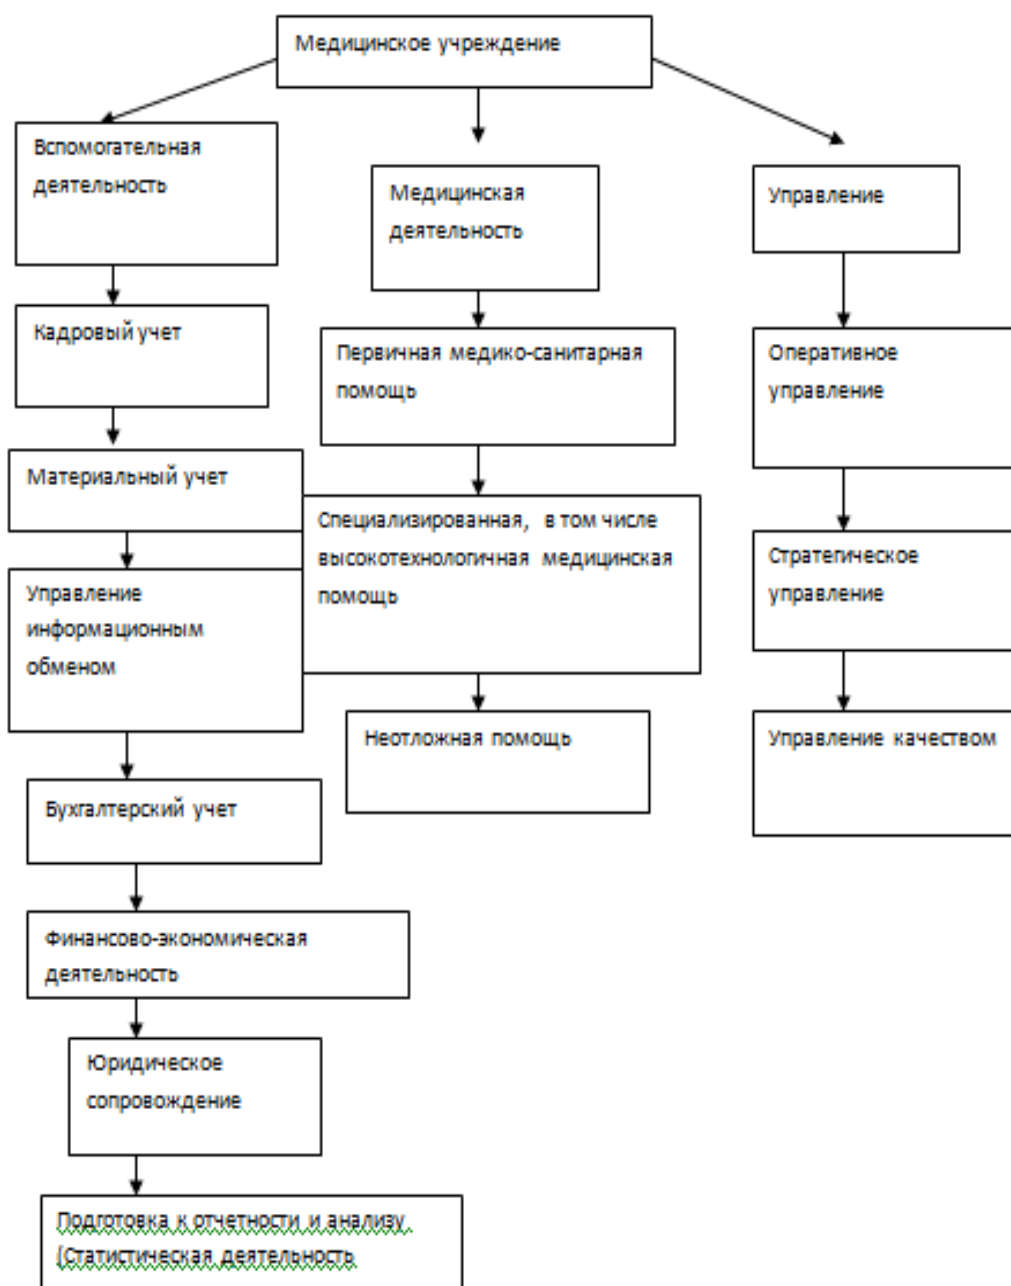 Медицинское учреждение
Вспомогательная
деятельность
Медицинская
деятельность
Управление
Кадровый учет
Первичная медико-санитарная
помощь
Оперативное
управление
Материальный учет
Специализированная, в том числе
высокотехнологичная медицинская
помощь
Стратегическое
управление
Управление
информационным
обменом
Неотложная помощь
Управление качеством
Бухгалтерский учет
Финансово-экономическая
деятельность
Юридическое
сопровождение
Подготовка к отчетности и анализу
(Статистическая деятельность